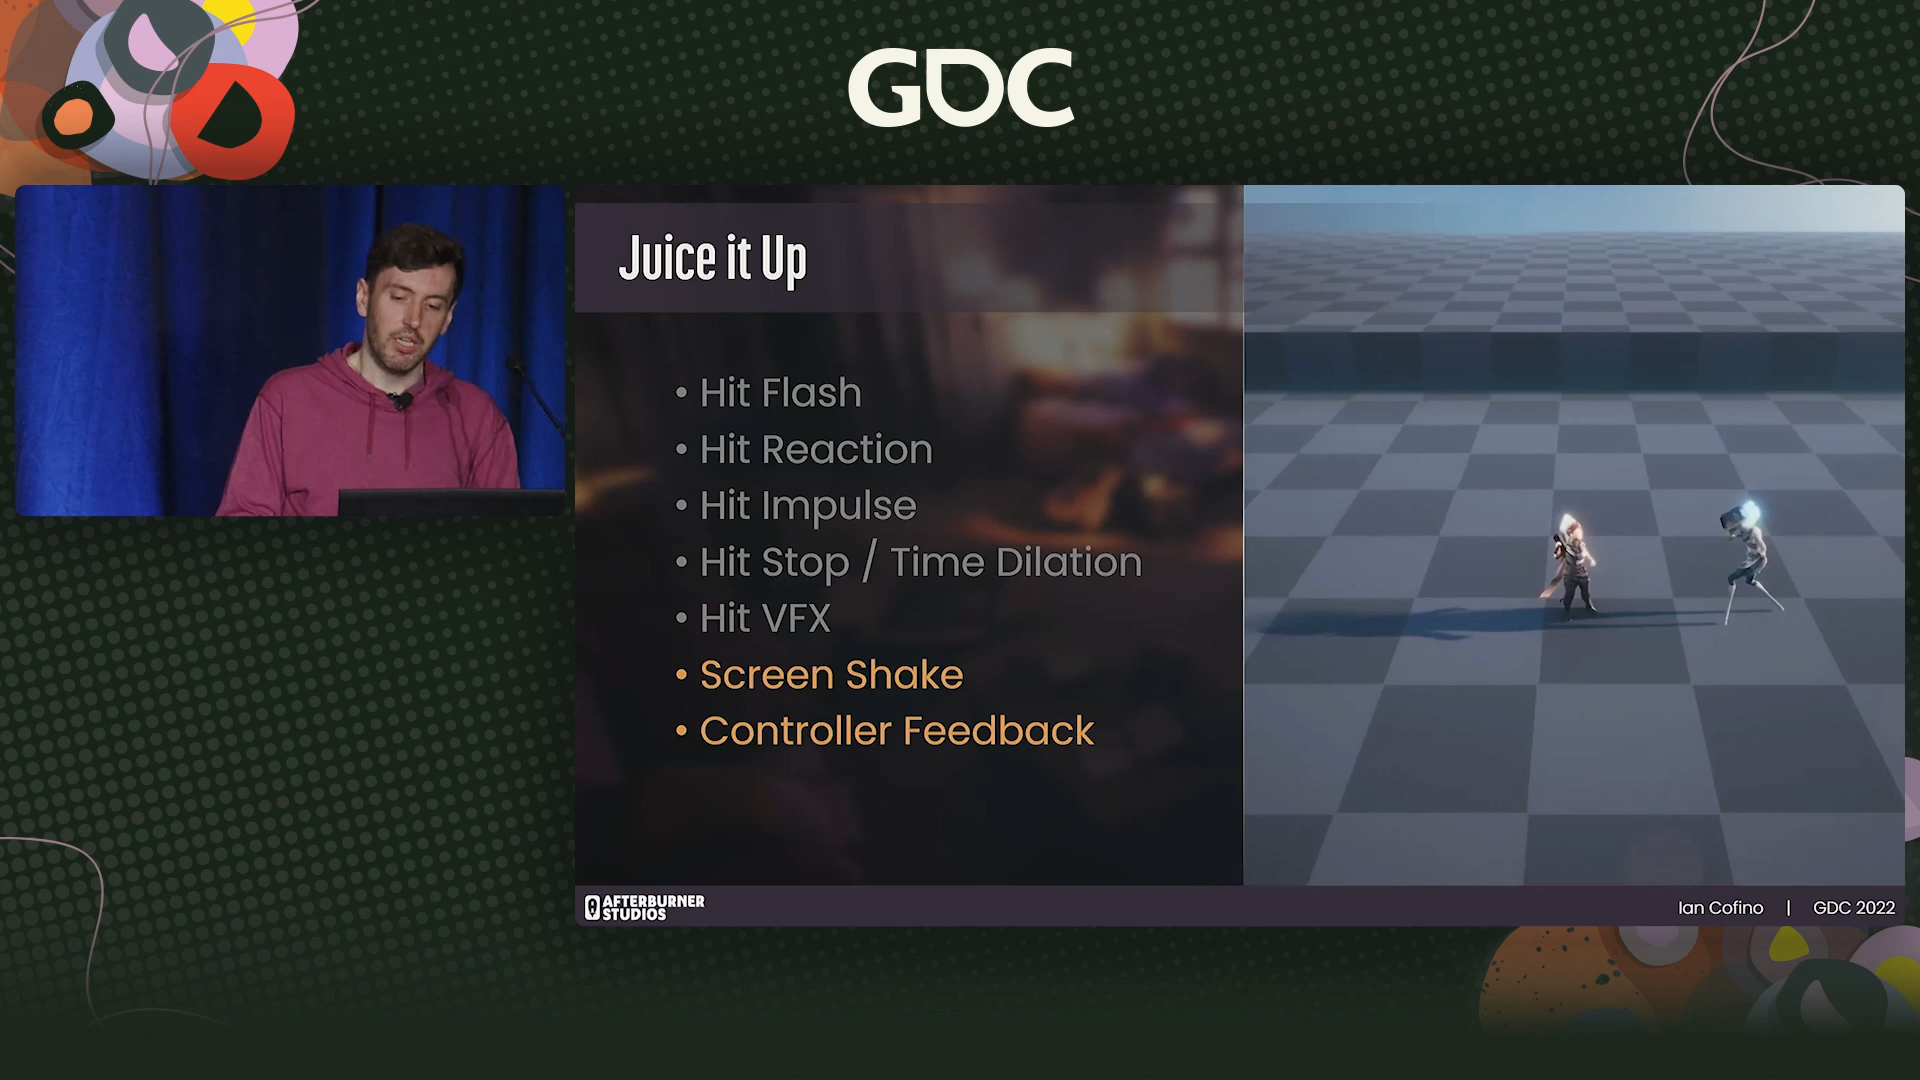 GDC
Juice it Up
• Hit Flash
• Hit Reaction
• Hit Impulse
• Hit Stop / Time Dilation
• Hit VFX
• Screen Shake
• Controller Feedback
AFTERBURNER
STUDIOS
Ian Cofino | GDC 2022